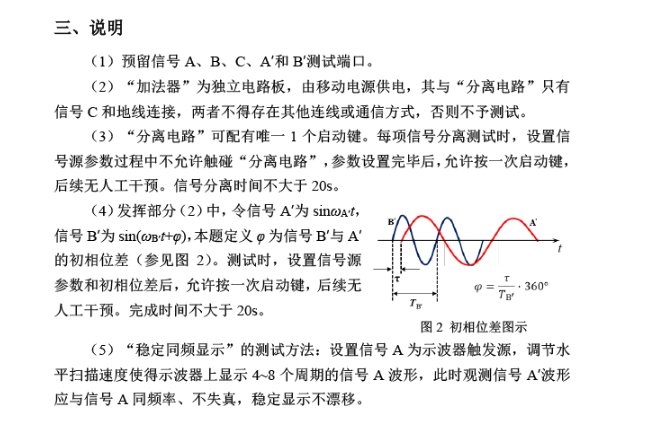 三、说明
（1）预留信号 A、B、C、A′和 B′测试端口。
（2）“加法器”为独立电路板，由移动电源供电，其与“分离电路”只有
信号 C 和地线连接，两者不得存在其他连线或通信方式，否则不予测试。
（3）“分离电路”可配有唯一 1 个启动键。每项信号分离测试时，设置信
号源参数过程中不允许触碰“分离电路”，参数设置完毕后，允许按一次启动键，
后续无人工干预。信号分离时间不大于 20s。
（4）发挥部分（2）中，令信号 A′为 sinωA′t，
信号 B′为 sin(ωB′t+φ)，本题定义 φ 为信号 B′与 A′
的初相位差（参见图 2）。测试时，设置信号源
参数和初相位差后，允许按一次启动键，后续无
人工干预。完成时间不大于 20s。
B′
A′
t
τ
TB′
φ = τ/TB′ · 360°
图 2 初相位差图示
（5）“稳定同频显示”的测试方法：设置信号 A 为示波器触发源，调节水
平扫描速度使得示波器上显示 4~8 个周期的信号 A 波形，此时观测信号 A′波形
应与信号 A 同频率、不失真，稳定显示不漂移。